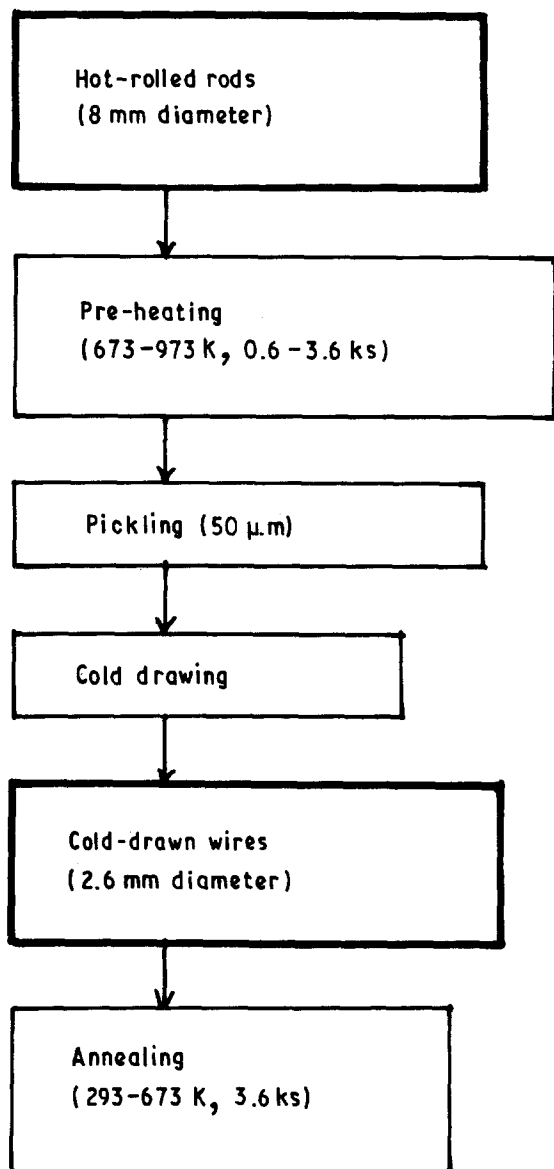 Hot-rolled rods
(8 mm diameter)
Pre-heating
(673-973 K, 0.6-3.6 ks)
Pickling (50 μm)
Cold drawing
Cold-drawn wires
(2.6 mm diameter)
Annealing
(293-673 K, 3.6 ks)